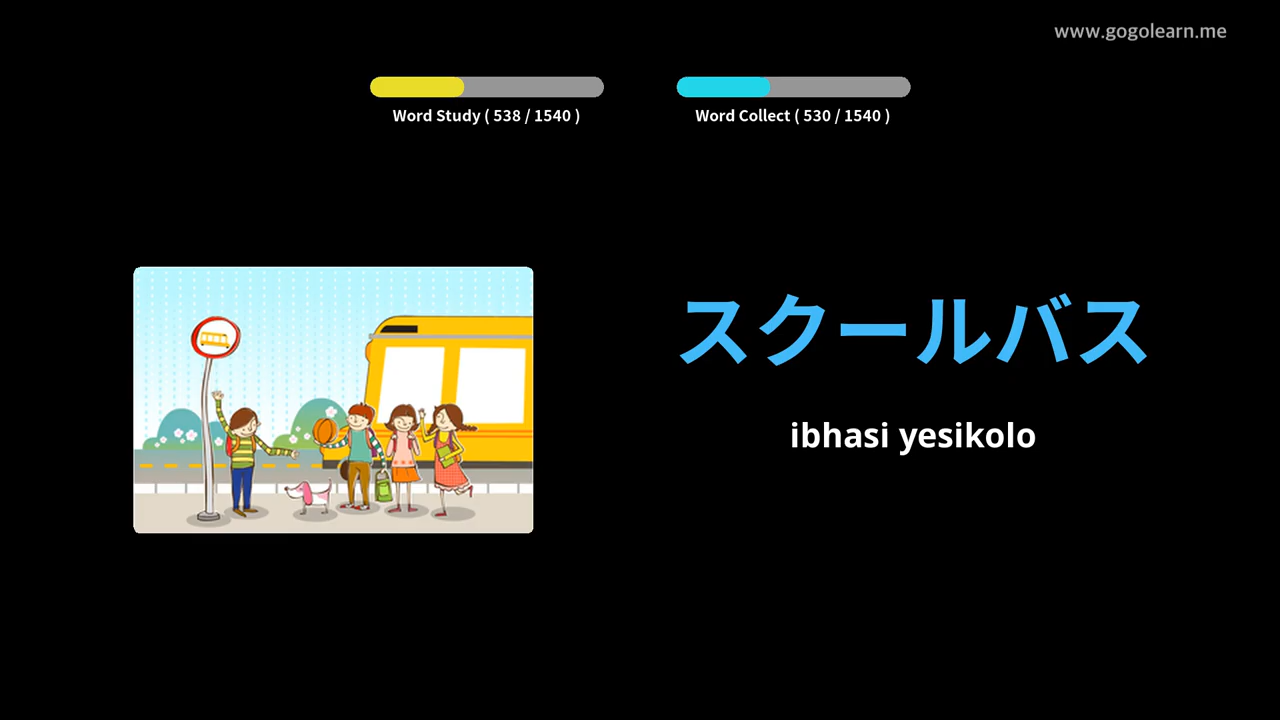 www.gogolearn.me
Word Study ( 538 / 1540 )
Word Collect ( 530 / 1540 )
スクールバス
ibhasi yesikolo